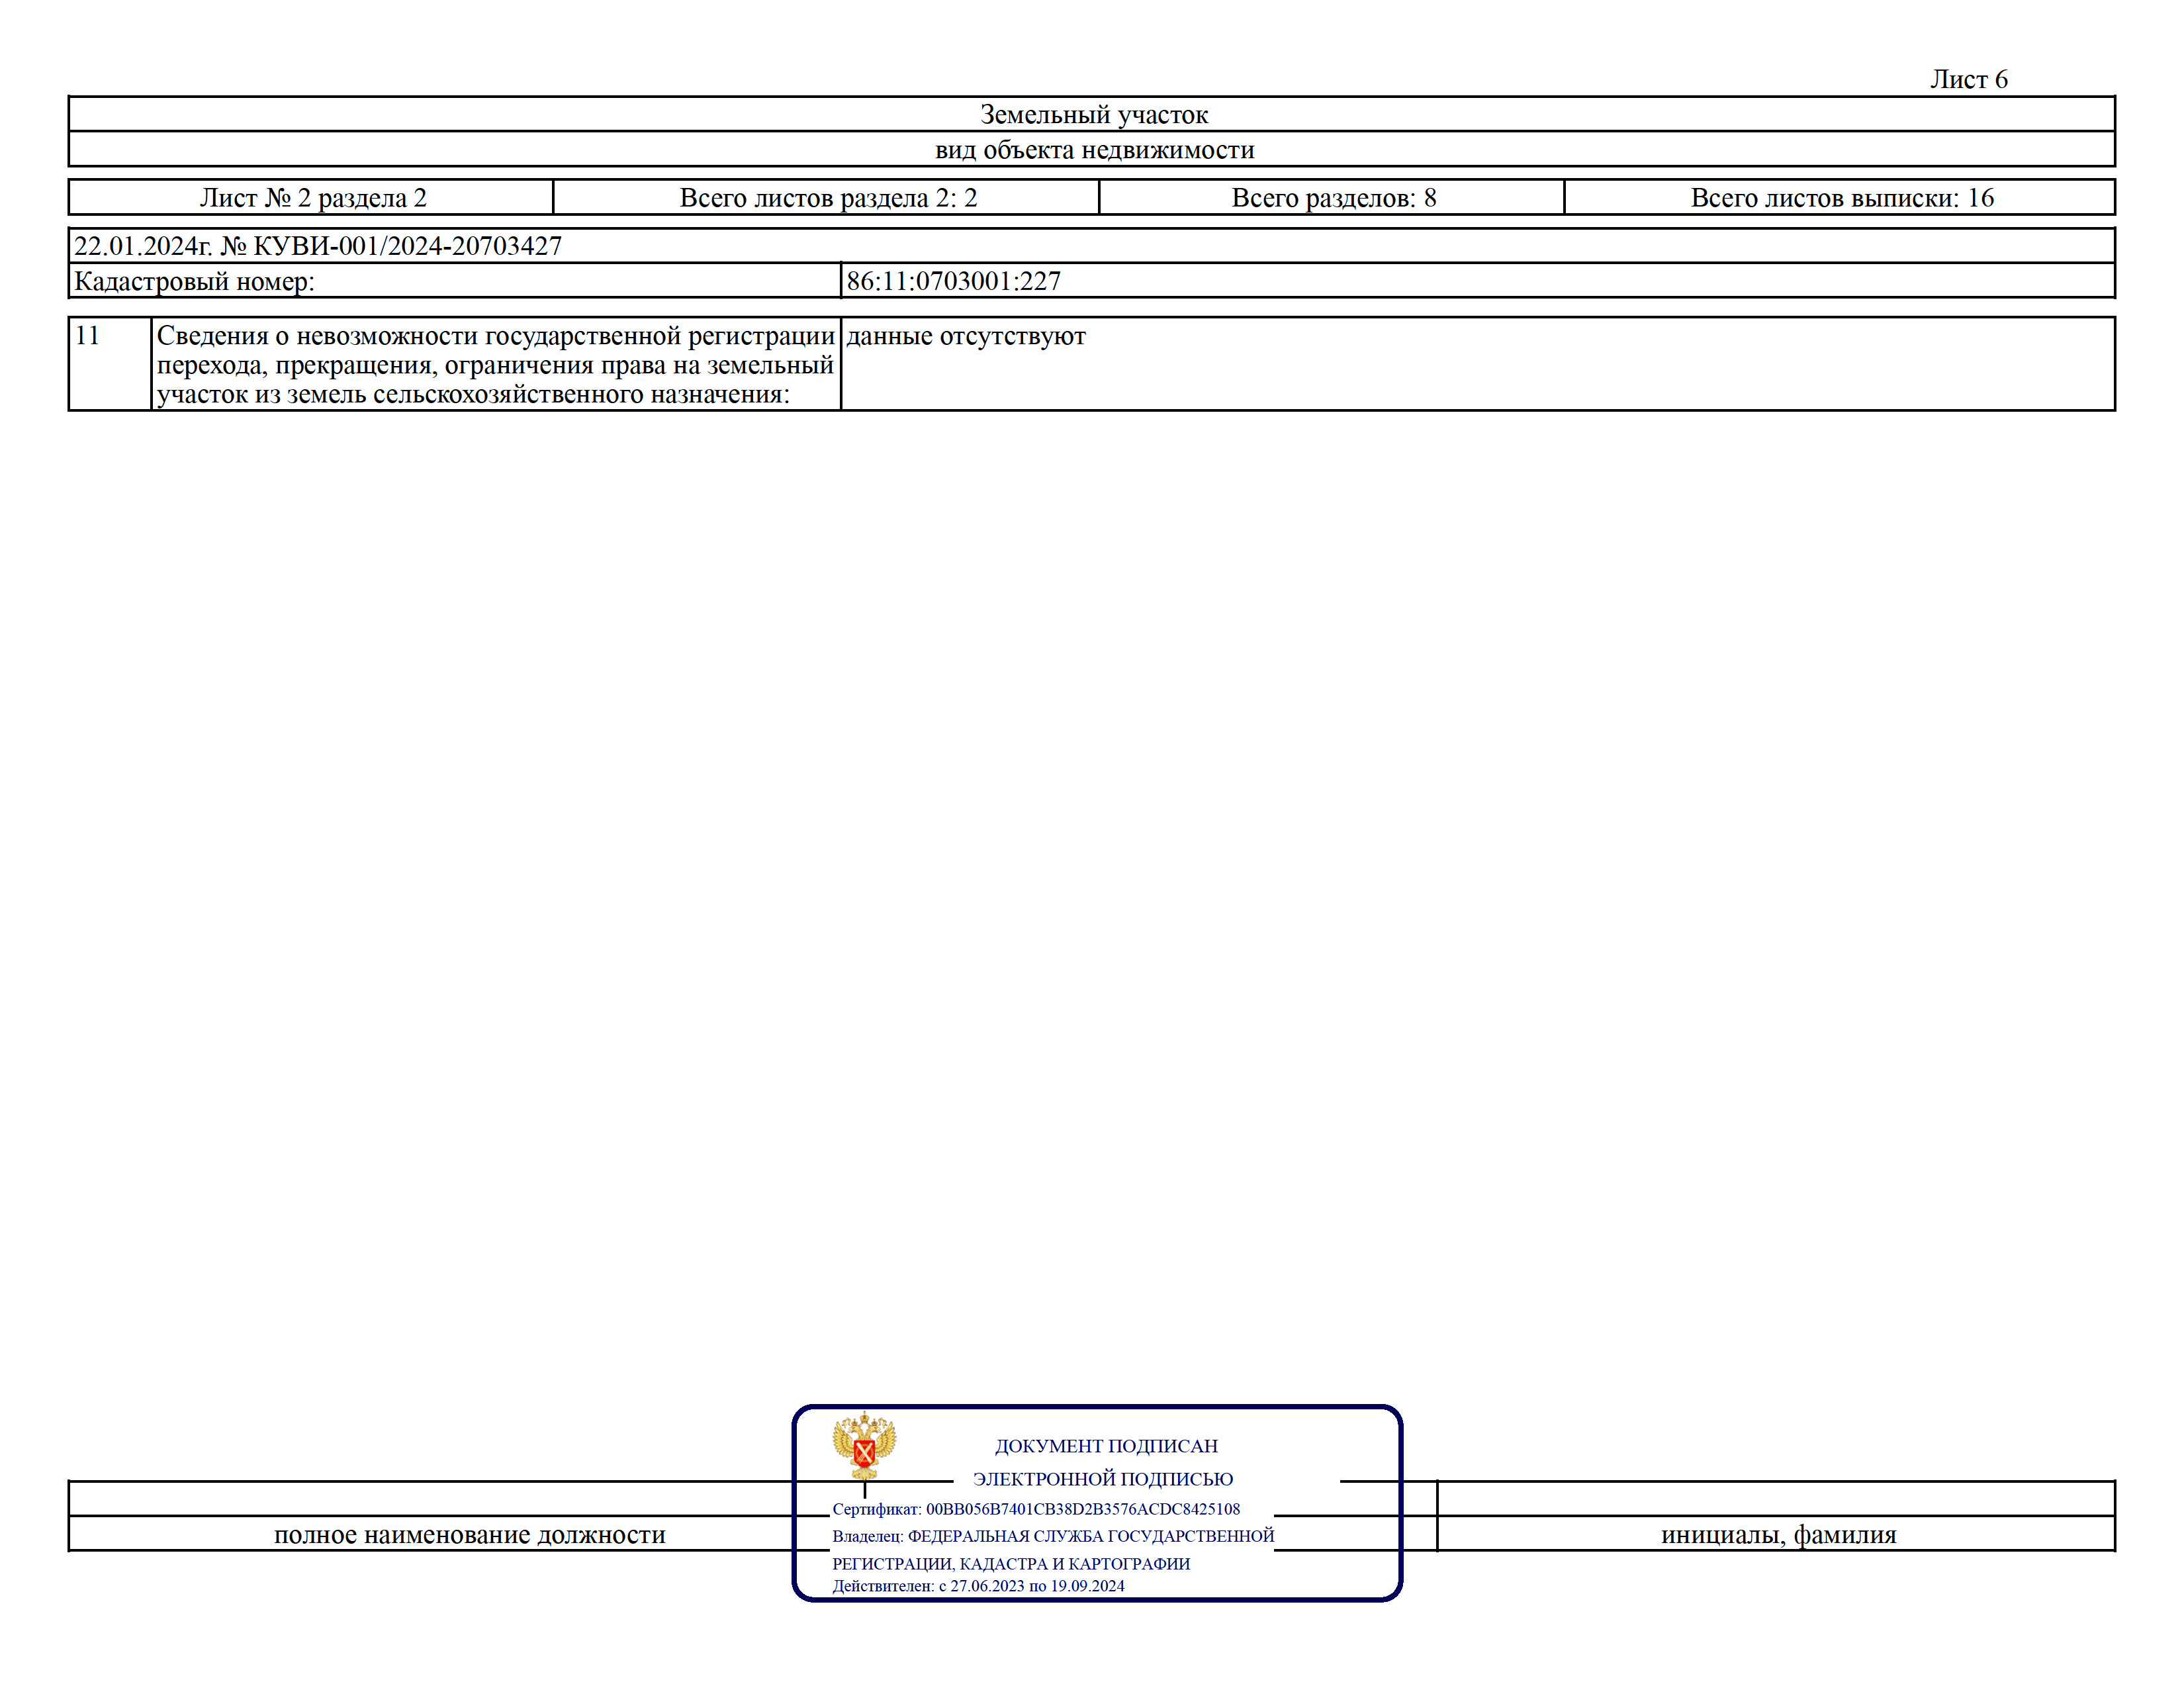 Лист 6
Земельный участок
вид объекта недвижимости
Лист № 2 раздела 2 Всего листов раздела 2: 2 Всего разделов: 8 Всего листов выписки: 16
22.01.2024г. № КУВИ-001/2024-20703427
Кадастровый номер: 86:11:0703001:227
11 Сведения о невозможности государственной регистрации данные отсутствуют
перехода, прекращения, ограничения права на земельный
участок из земель сельскохозяйственного назначения:
ДОКУМЕНТ ПОДПИСАН
ЭЛЕКТРОННОЙ ПОДПИСЬЮ
Сертификат: 00BB056B7401CB38D2B3576ACDC8425108
Владелец: ФЕДЕРАЛЬНАЯ СЛУЖБА ГОСУДАРСТВЕННОЙ
РЕГИСТРАЦИИ, КАДАСТРА И КАРТОГРАФИИ
Действителен: с 27.06.2023 по 19.09.2024
полное наименование должности инициалы, фамилия